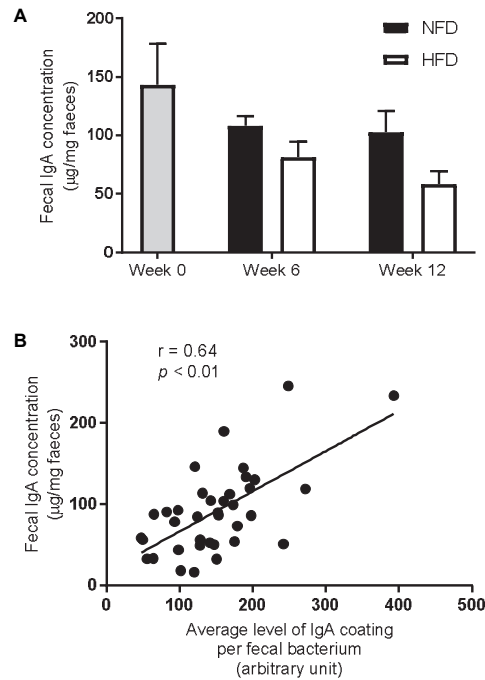 A
Fecal IgA concentration
(µg/mg faeces)
200
150
100
50
0
NFD
HFD
Week 0
Week 6
Week 12
B
Fecal IgA concentration
(µg/mg faeces)
300
200
100
0
r = 0.64
p < 0.01
0
100
200
300
400
500
Average level of IgA coating
per fecal bacterium
(arbitrary unit)